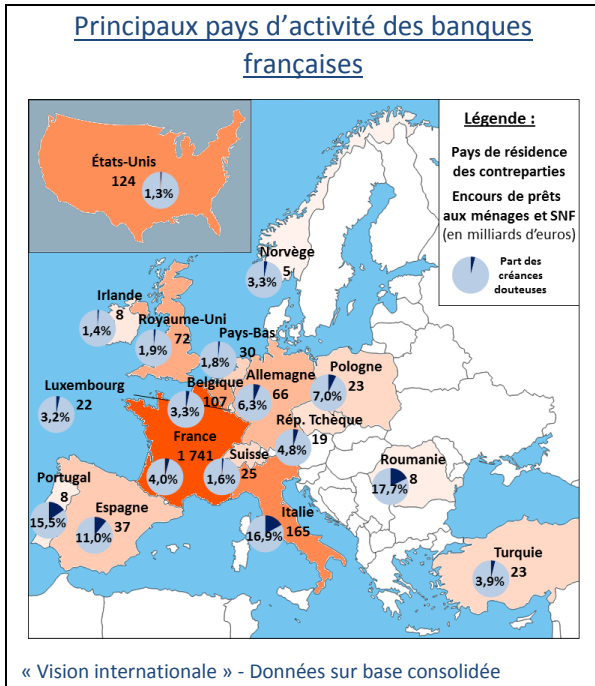 Principaux pays d’activité des banques
françaises
Légende :
Pays de résidence
des contreparties
Encours de prêts
aux ménages et SNF
(en milliards d'euros)
Part des
créances
douteuses
États-Unis
124
1,3%
Norvège
5
3,3%
Irlande
8
1,4%
Royaume-Uni
72
1,9%
Pays-Bas
30
1,8%
Luxembourg
22
3,2%
Belgique
107
3,3%
Allemagne
66
6,3%
Pologne
23
7,0%
Rép. Tchèque
19
4,8%
France
1 741
4,0%
Suisse
25
1,6%
Roumanie
8
17,7%
Portugal
8
15,5%
Espagne
37
11,0%
Italie
165
16,9%
Turquie
23
3,9%
« Vision internationale » - Données sur base consolidée